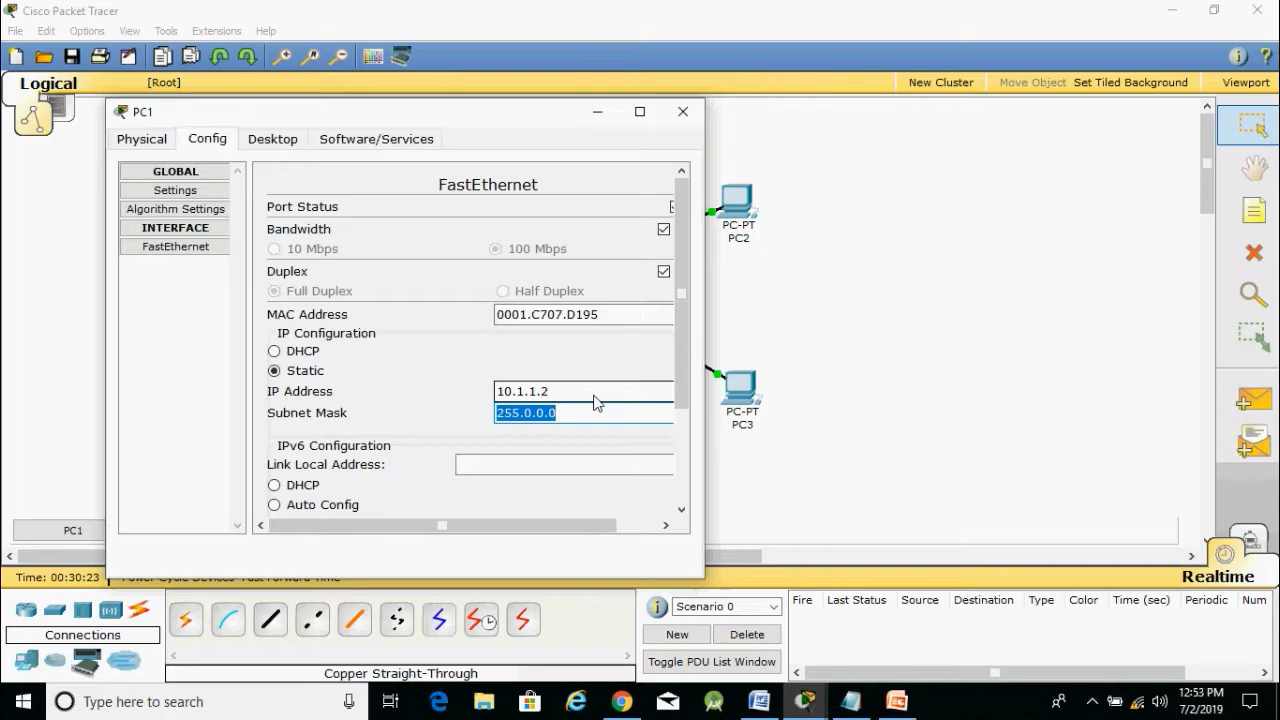 Cisco Packet Tracer
File Edit Options View Tools Extensions Help
Logical [Root] New Cluster Move Object Set Tiled Background Viewport
PC1
Physical Config Desktop Software/Services
GLOBAL
Settings
Algorithm Settings
INTERFACE
FastEthernet
FastEthernet
Port Status
Bandwidth
10 Mbps 100 Mbps
Duplex
Full Duplex Half Duplex
MAC Address 0001.C707.D195
IP Configuration
DHCP
Static
IP Address 10.1.1.2
Subnet Mask 255.0.0.0
IPv6 Configuration
Link Local Address:
DHCP
Auto Config
PC-PT
PC2
PC-PT
PC3
PC1
Time: 00:30:23 Power Cycle Devices Fast Forward Time
Realtime
Connections
Copper Straight-Through
Scenario 0
New Delete
Toggle PDU List Window
Fire Last Status Source Destination Type Color Time (sec) Periodic Num
Type here to search
12:53 PM
7/2/2019